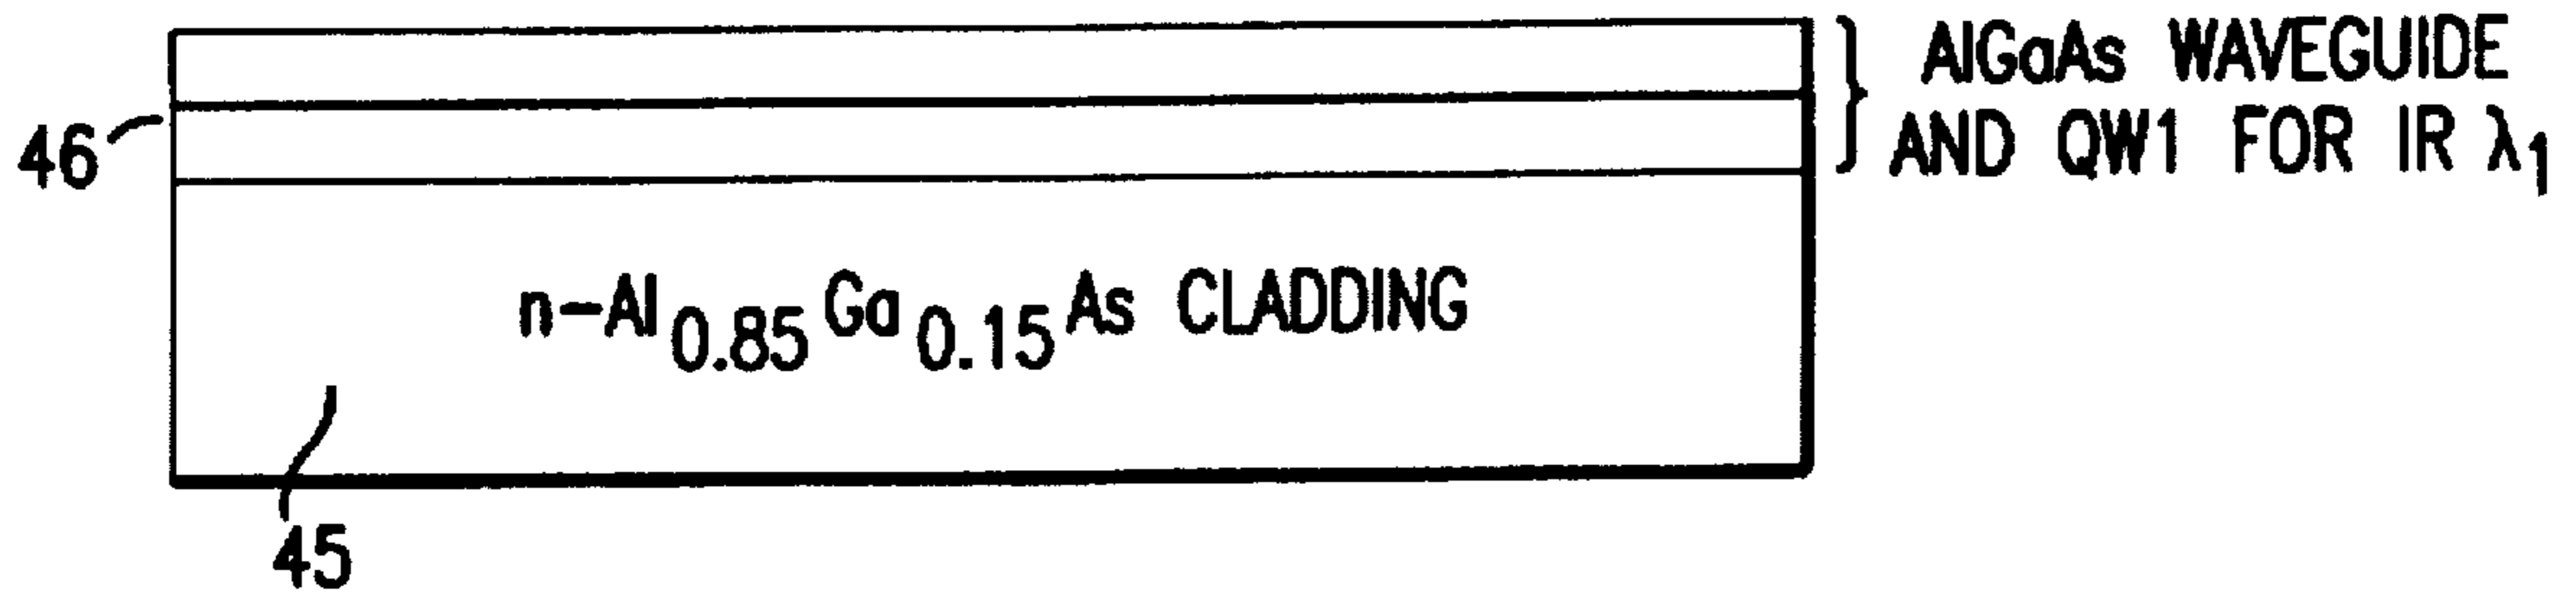 AlGaAs WAVEGUIDE
AND QW1 FOR IR λ1
46
n-Al0.85Ga0.15As CLADDING
45